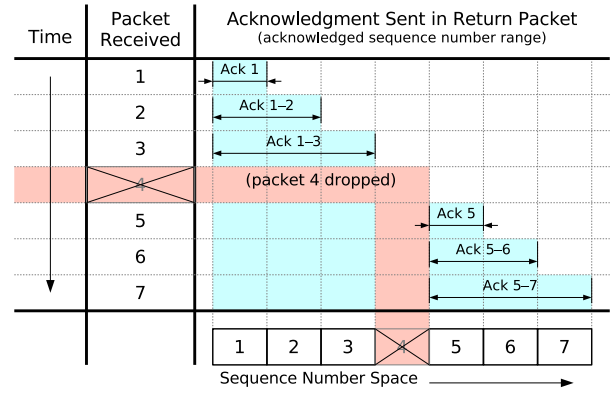 Time
Packet
Received
Acknowledgment Sent in Return Packet
(acknowledged sequence number range)
1
Ack 1
2
Ack 1–2
3
Ack 1–3
4
(packet 4 dropped)
5
Ack 5
6
Ack 5–6
7
Ack 5–7
1 2 3 4 5 6 7
Sequence Number Space